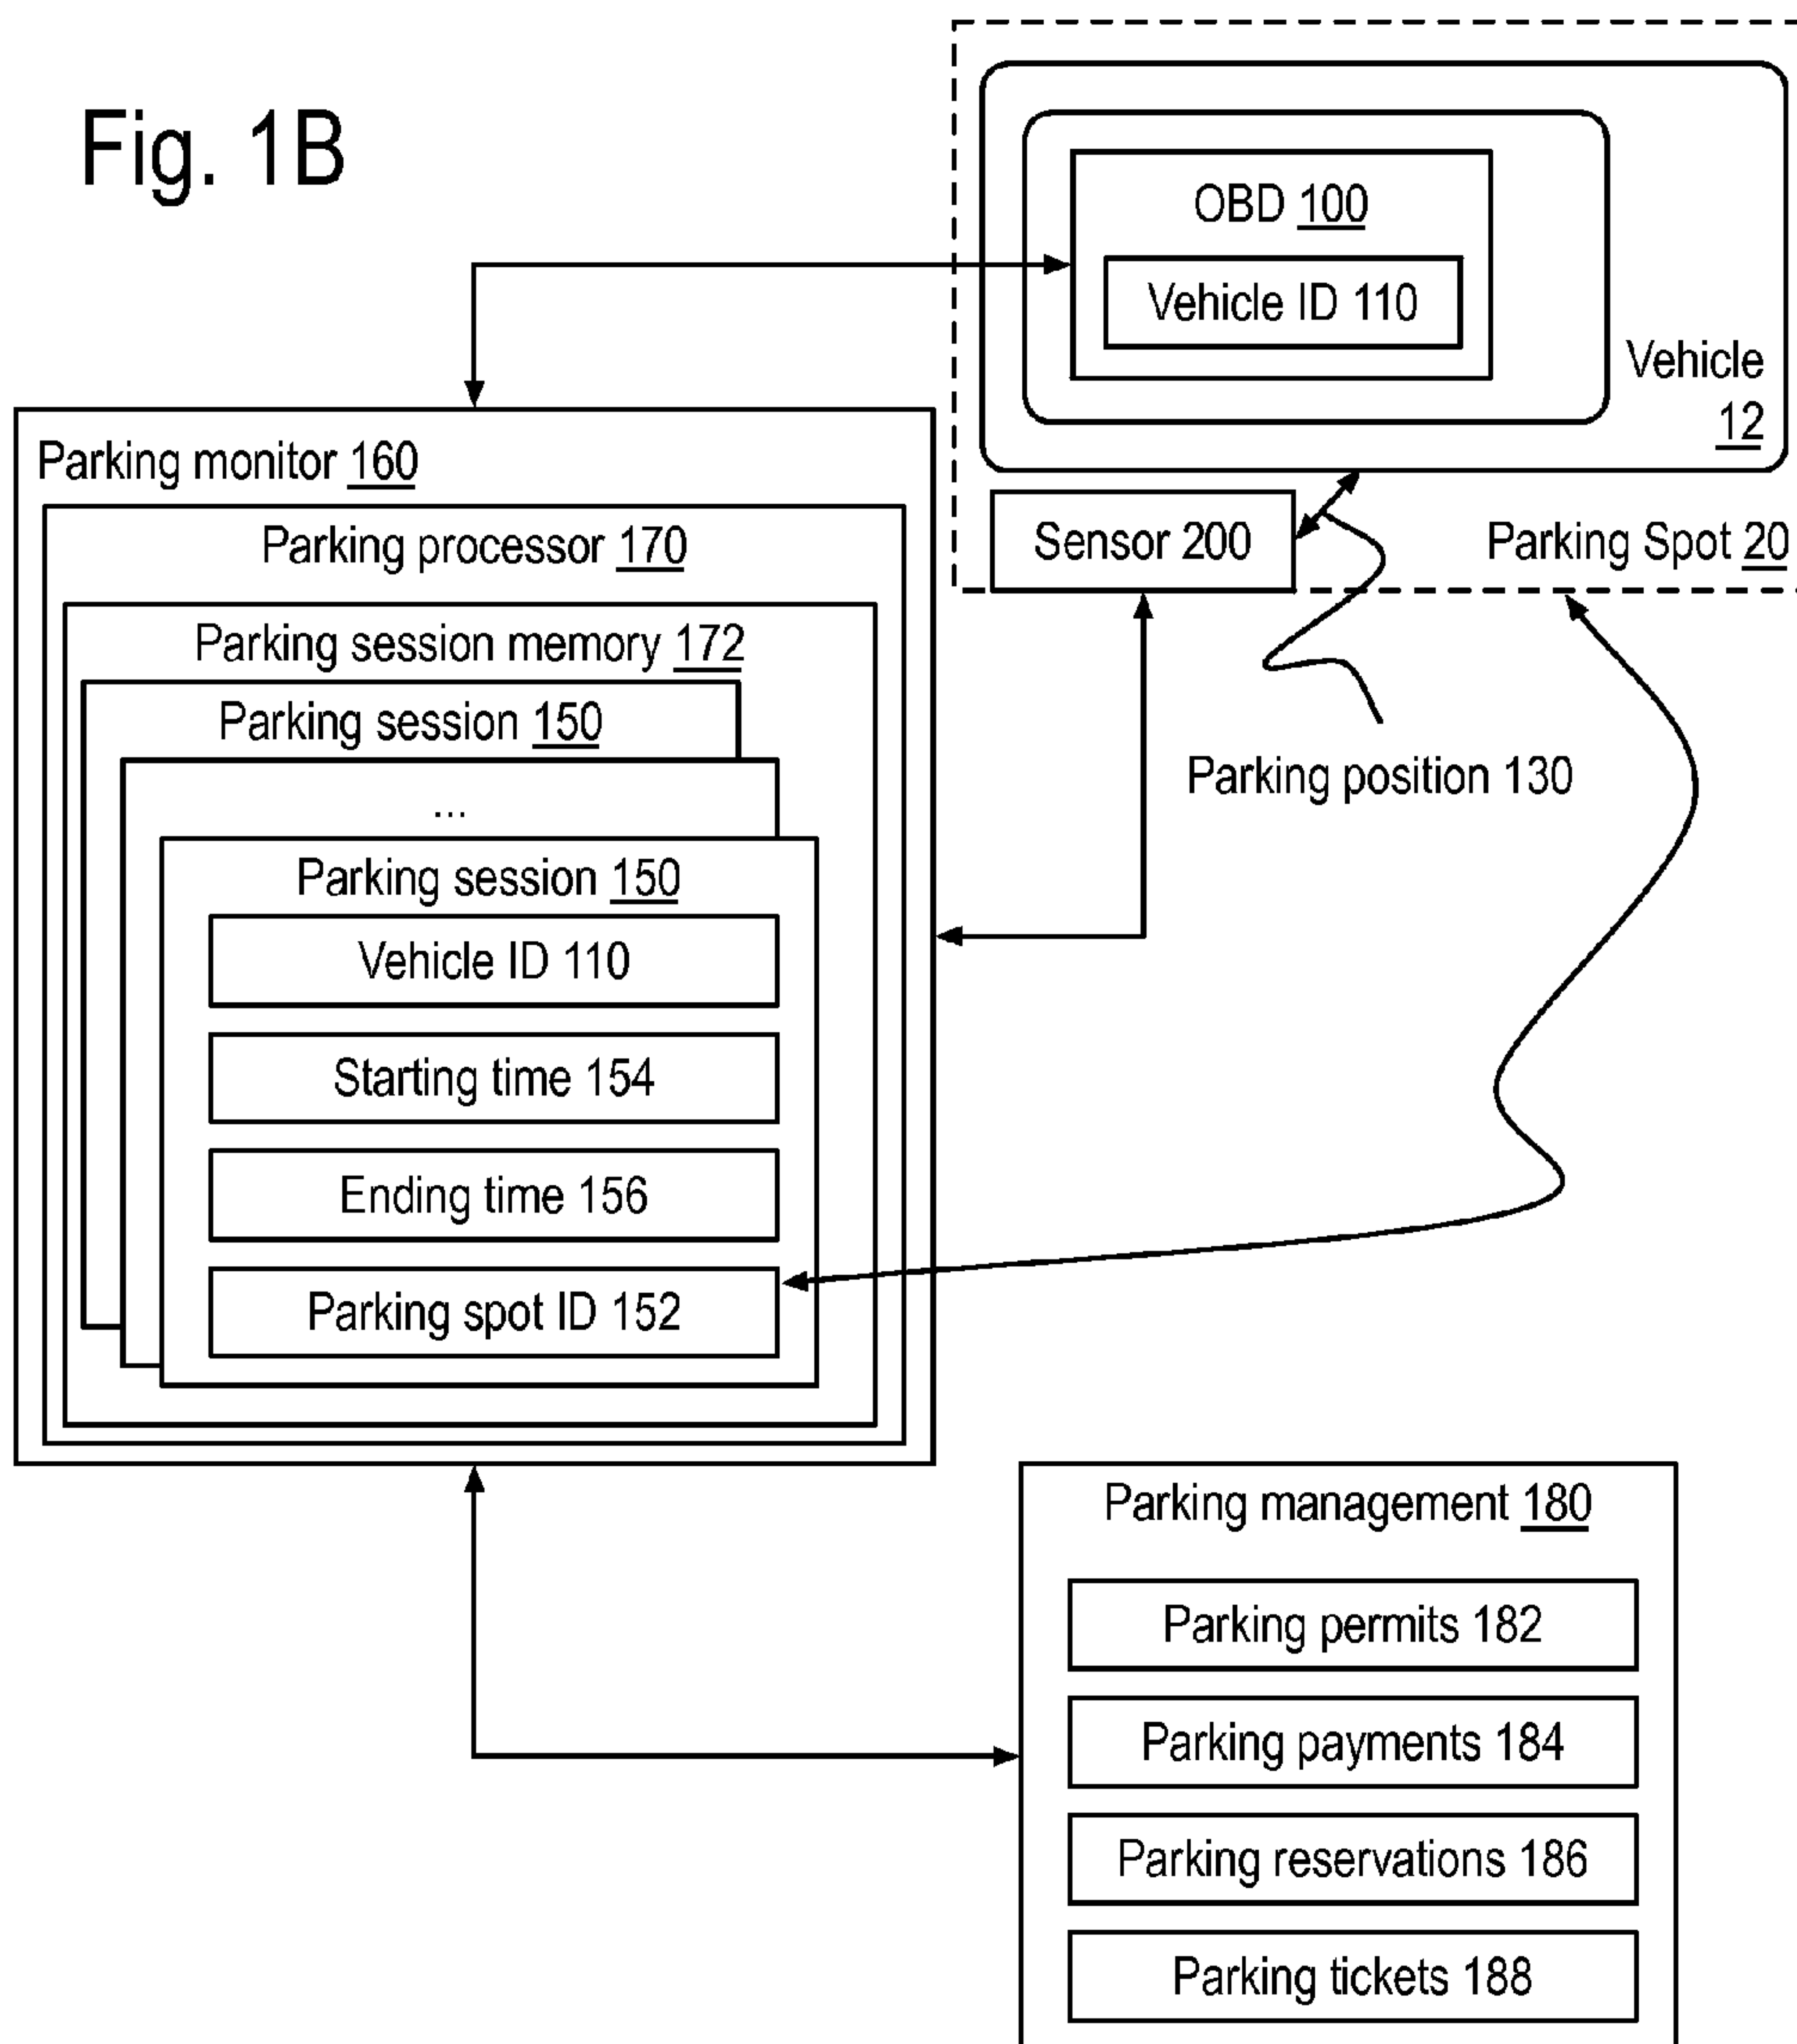 Fig. 1B
OBD 100
Vehicle ID 110
Vehicle
12
Sensor 200
Parking Spot 20
Parking position 130
Parking monitor 160
Parking processor 170
Parking session memory 172
Parking session 150
...
Parking session 150
Vehicle ID 110
Starting time 154
Ending time 156
Parking spot ID 152
Parking management 180
Parking permits 182
Parking payments 184
Parking reservations 186
Parking tickets 188